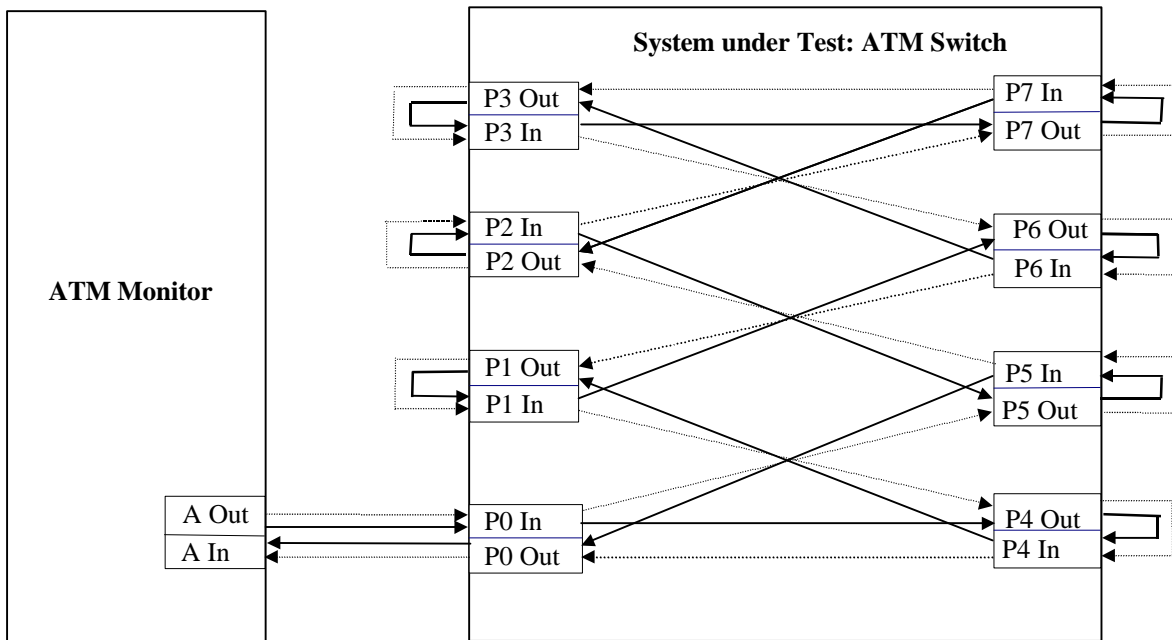 System under Test: ATM Switch
P3 Out
P3 In
P7 In
P7 Out
P2 In
P2 Out
P6 Out
P6 In
ATM Monitor
P1 Out
P1 In
P5 In
P5 Out
A Out
A In
P0 In
P0 Out
P4 Out
P4 In